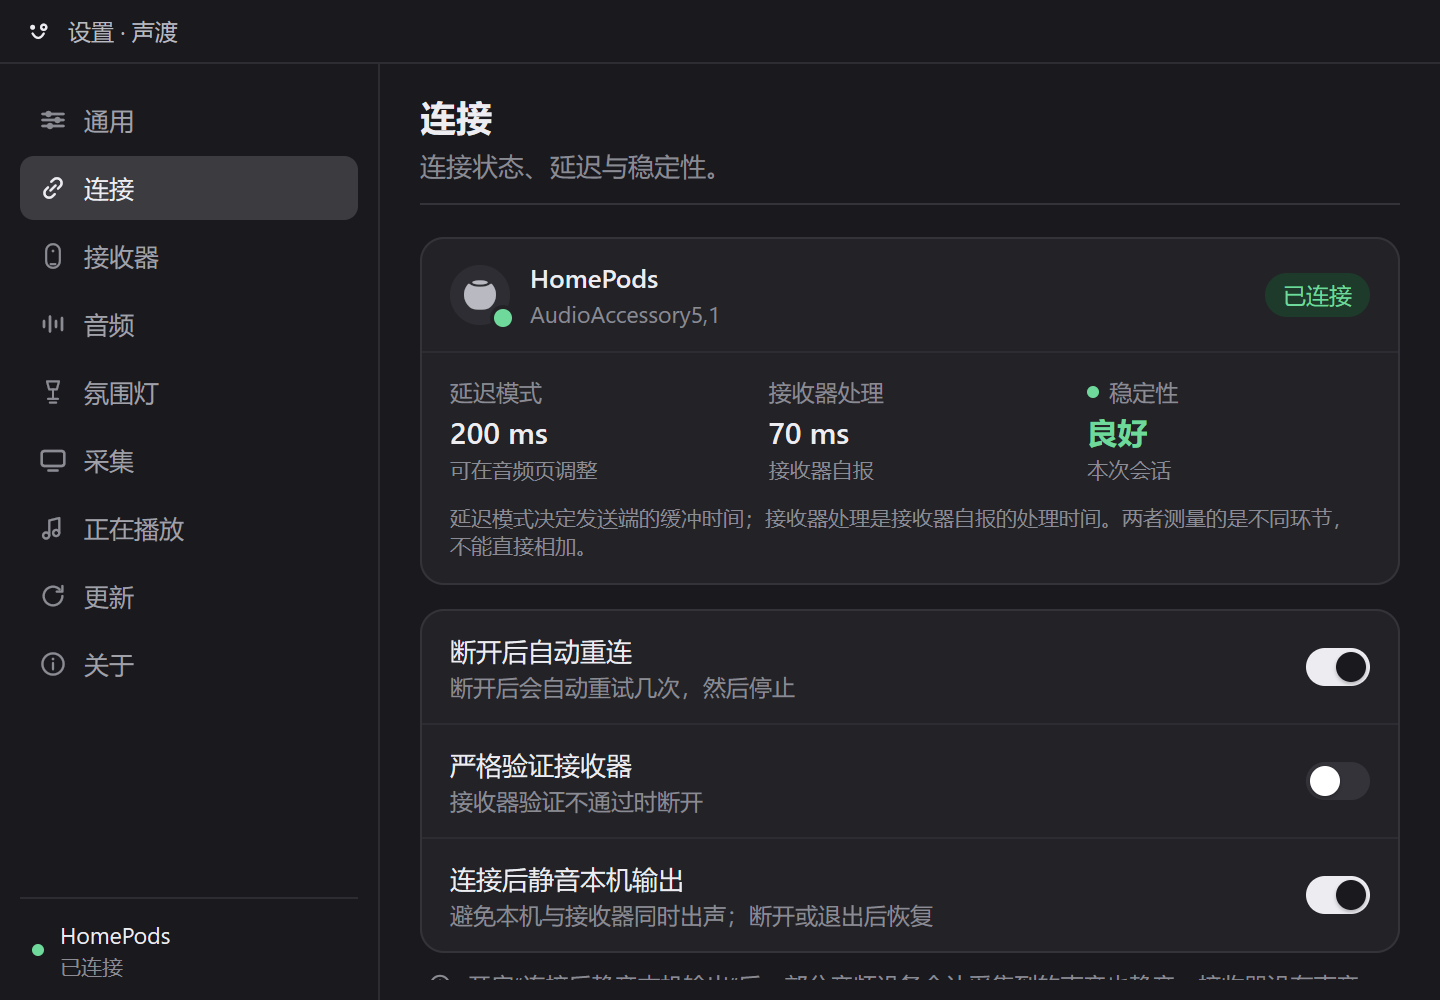 设置 · 声渡
通用
连接
接收器
音频
氛围灯
采集
正在播放
更新
关于
HomePods
已连接
连接
连接状态、延迟与稳定性。
HomePods
AudioAccessory5,1
已连接
延迟模式
200 ms
可在音频页调整
接收器处理
70 ms
接收器自报
稳定性
良好
本次会话
延迟模式决定发送端的缓冲时间；接收器处理是接收器自报的处理时间。两者测量的是不同环节，
不能直接相加。
断开后自动重连
断开后会自动重试几次，然后停止
严格验证接收器
接收器验证不通过时断开
连接后静音本机输出
避免本机与接收器同时出声；断开或退出后恢复